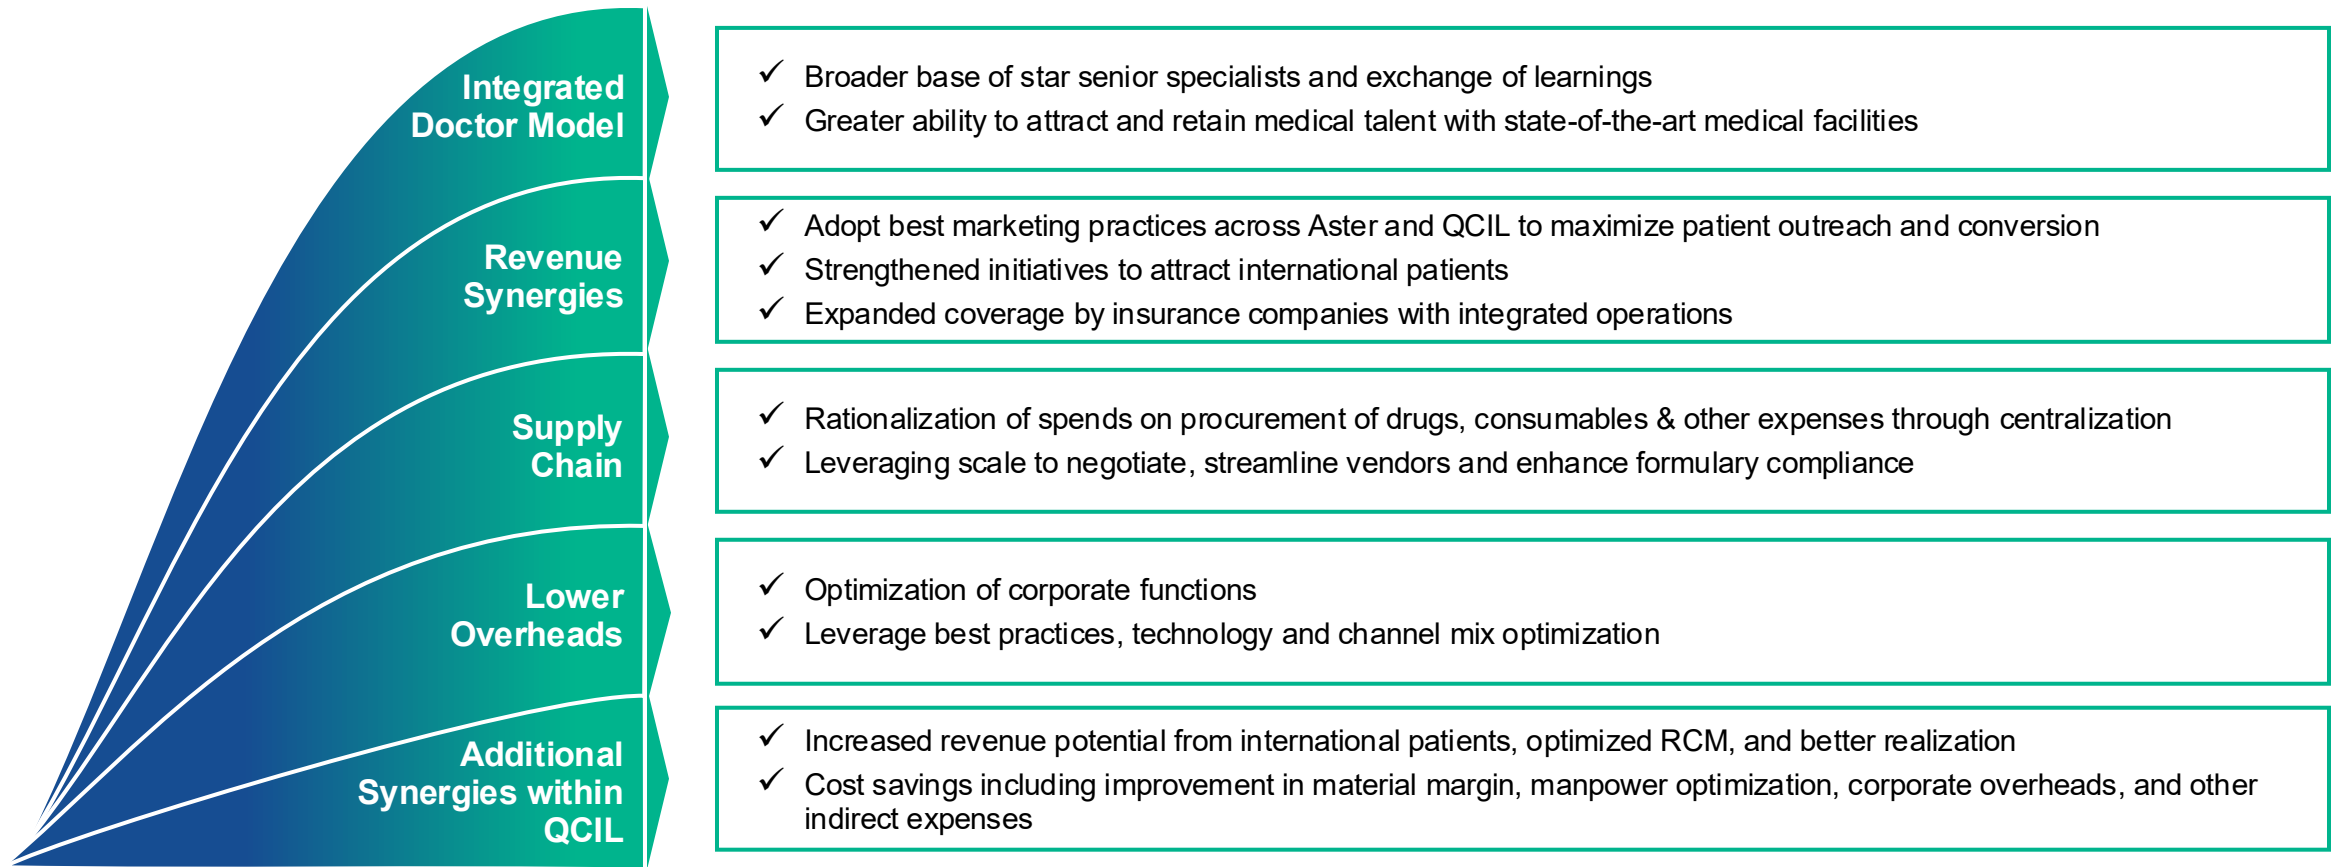 Integrated
Doctor Model
✓ Broader base of star senior specialists and exchange of learnings
✓ Greater ability to attract and retain medical talent with state-of-the-art medical facilities
Revenue
Synergies
✓ Adopt best marketing practices across Aster and QCIL to maximize patient outreach and conversion
✓ Strengthened initiatives to attract international patients
✓ Expanded coverage by insurance companies with integrated operations
Supply
Chain
✓ Rationalization of spends on procurement of drugs, consumables & other expenses through centralization
✓ Leveraging scale to negotiate, streamline vendors and enhance formulary compliance
Lower
Overheads
✓ Optimization of corporate functions
✓ Leverage best practices, technology and channel mix optimization
Additional
Synergies within
QCIL
✓ Increased revenue potential from international patients, optimized RCM, and better realization
✓ Cost savings including improvement in material margin, manpower optimization, corporate overheads, and other
indirect expenses